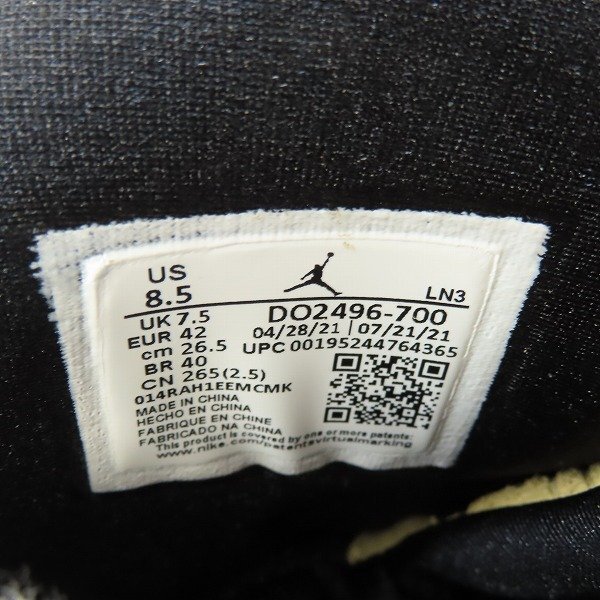 US
8.5
LN3
UK 7.5
DO2496-700
EUR 42
04/28/21 | 07/21/21
cm 26.5
UPC 00195244764365
BR 40
CN 265(2.5)
014RAH1EEMCMK
MADE IN CHINA
HECHO EN CHINA
FABRIQUE EN CHINE
FABRICADO NA CHINA
This product is covered by one or more patents:
www.nike.com/patentsvirtualmarking